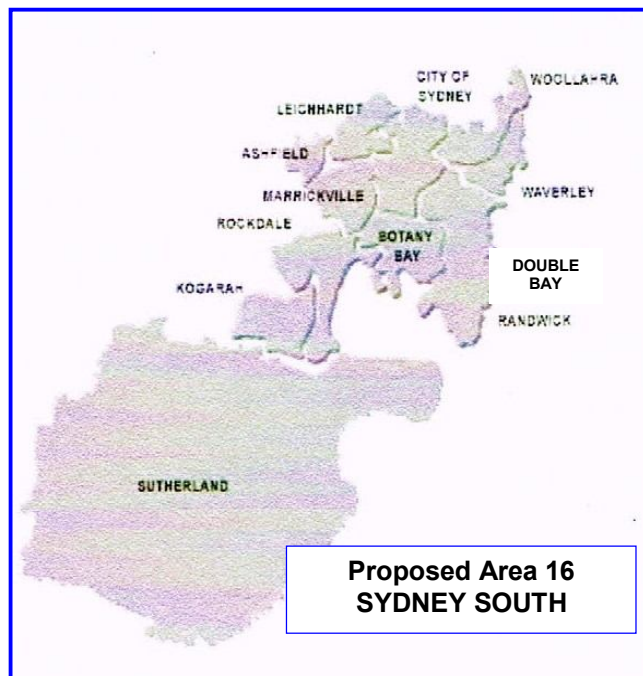 CITY OF
SYDNEY
WOOLLAHRA
LEICHHARDT
ASHFIELD
MARRICKVILLE
WAVERLEY
ROCKDALE
BOTANY
BAY
DOUBLE
BAY
KOGARAH
RANDWICK
SUTHERLAND
Proposed Area 16
SYDNEY SOUTH